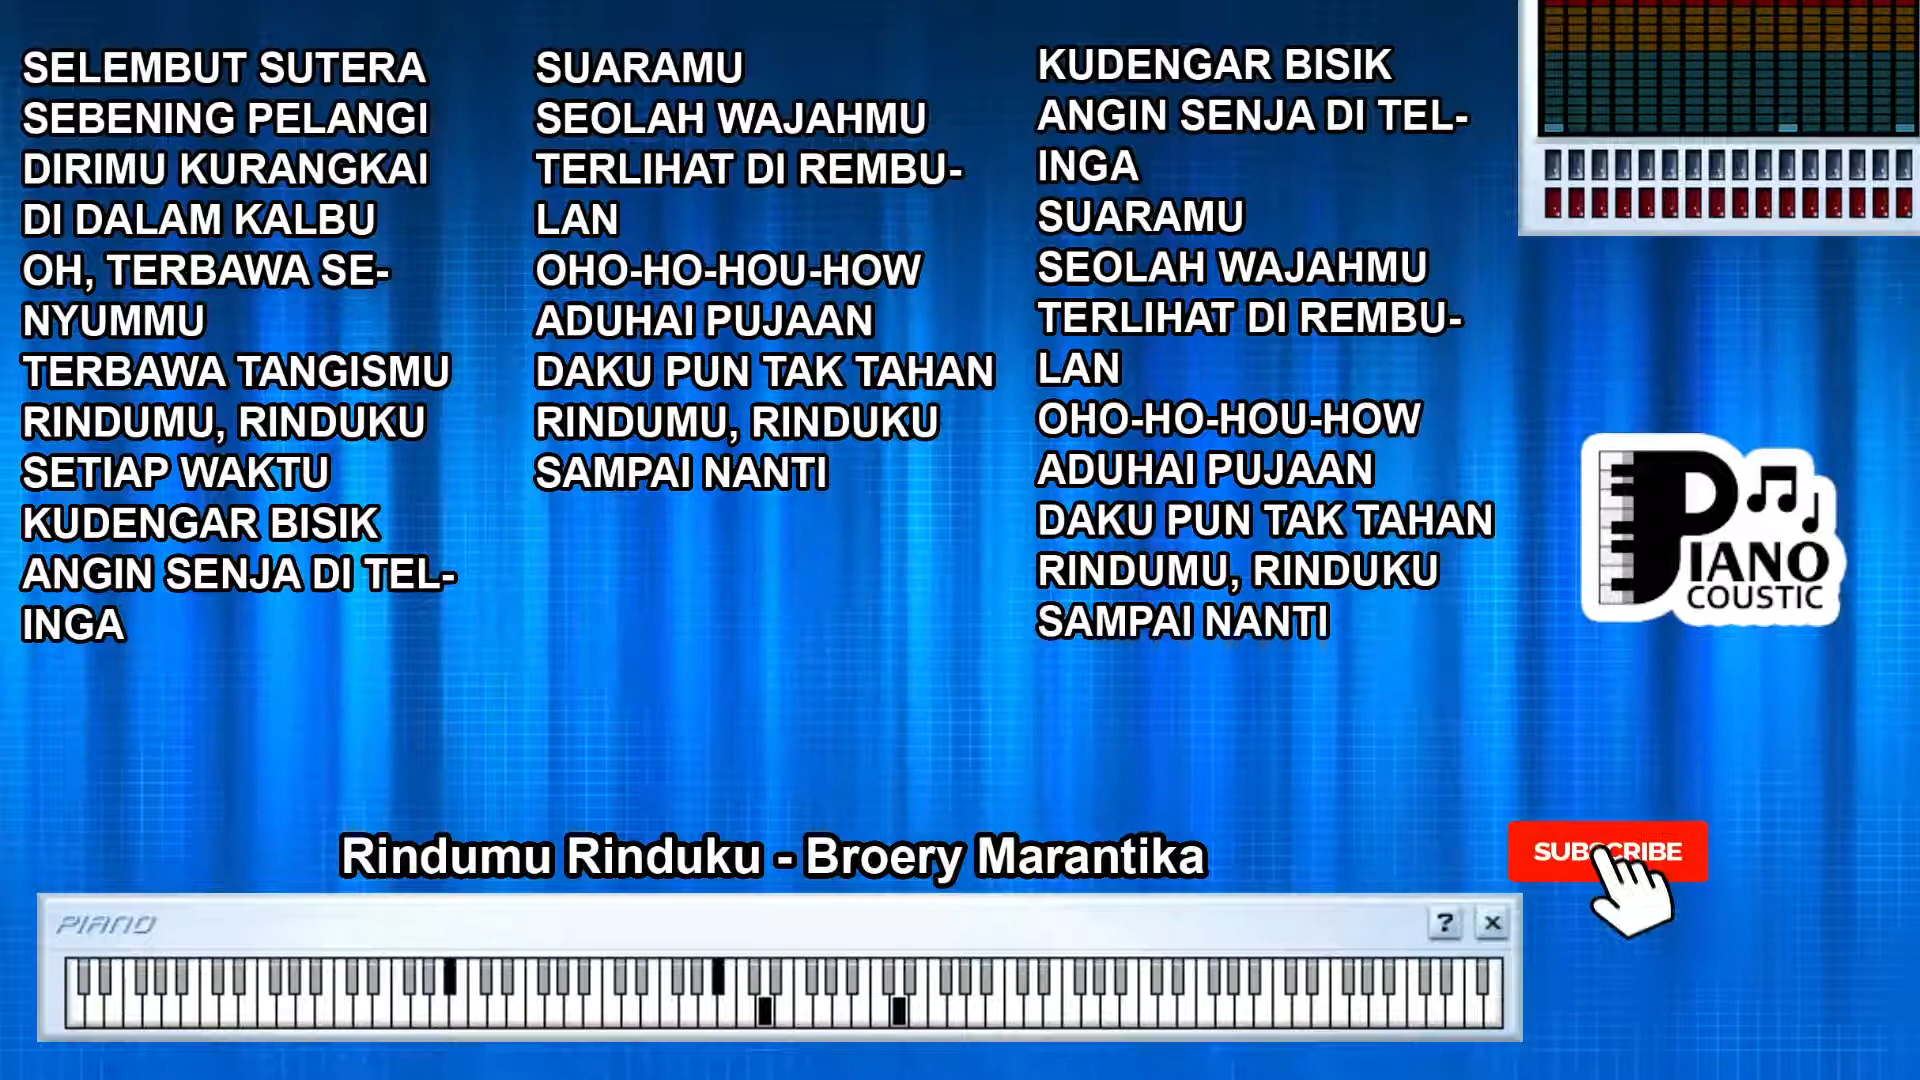 SELEMBUT SUTERA
SEBENING PELANGI
DIRIMU KURANGKAI
DI DALAM KALBU
OH, TERBAWA SE-
NYUMMU
TERBAWA TANGISMU
RINDUMU, RINDUKU
SETIAP WAKTU
KUDENGAR BISIK
ANGIN SENJA DI TEL-
INGA
SUARAMU
SEOLAH WAJAHMU
TERLIHAT DI REMBU-
LAN
OHO-HO-HOU-HOW
ADUHAI PUJAAN
DAKU PUN TAK TAHAN
RINDUMU, RINDUKU
SAMPAI NANTI
KUDENGAR BISIK
ANGIN SENJA DI TEL-
INGA
SUARAMU
SEOLAH WAJAHMU
TERLIHAT DI REMBU-
LAN
OHO-HO-HOU-HOW
ADUHAI PUJAAN
DAKU PUN TAK TAHAN
RINDUMU, RINDUKU
SAMPAI NANTI
PIANO
COUSTIC
Rindumu Rinduku - Broery Marantika
SUBSCRIBE
PIANO
? ×